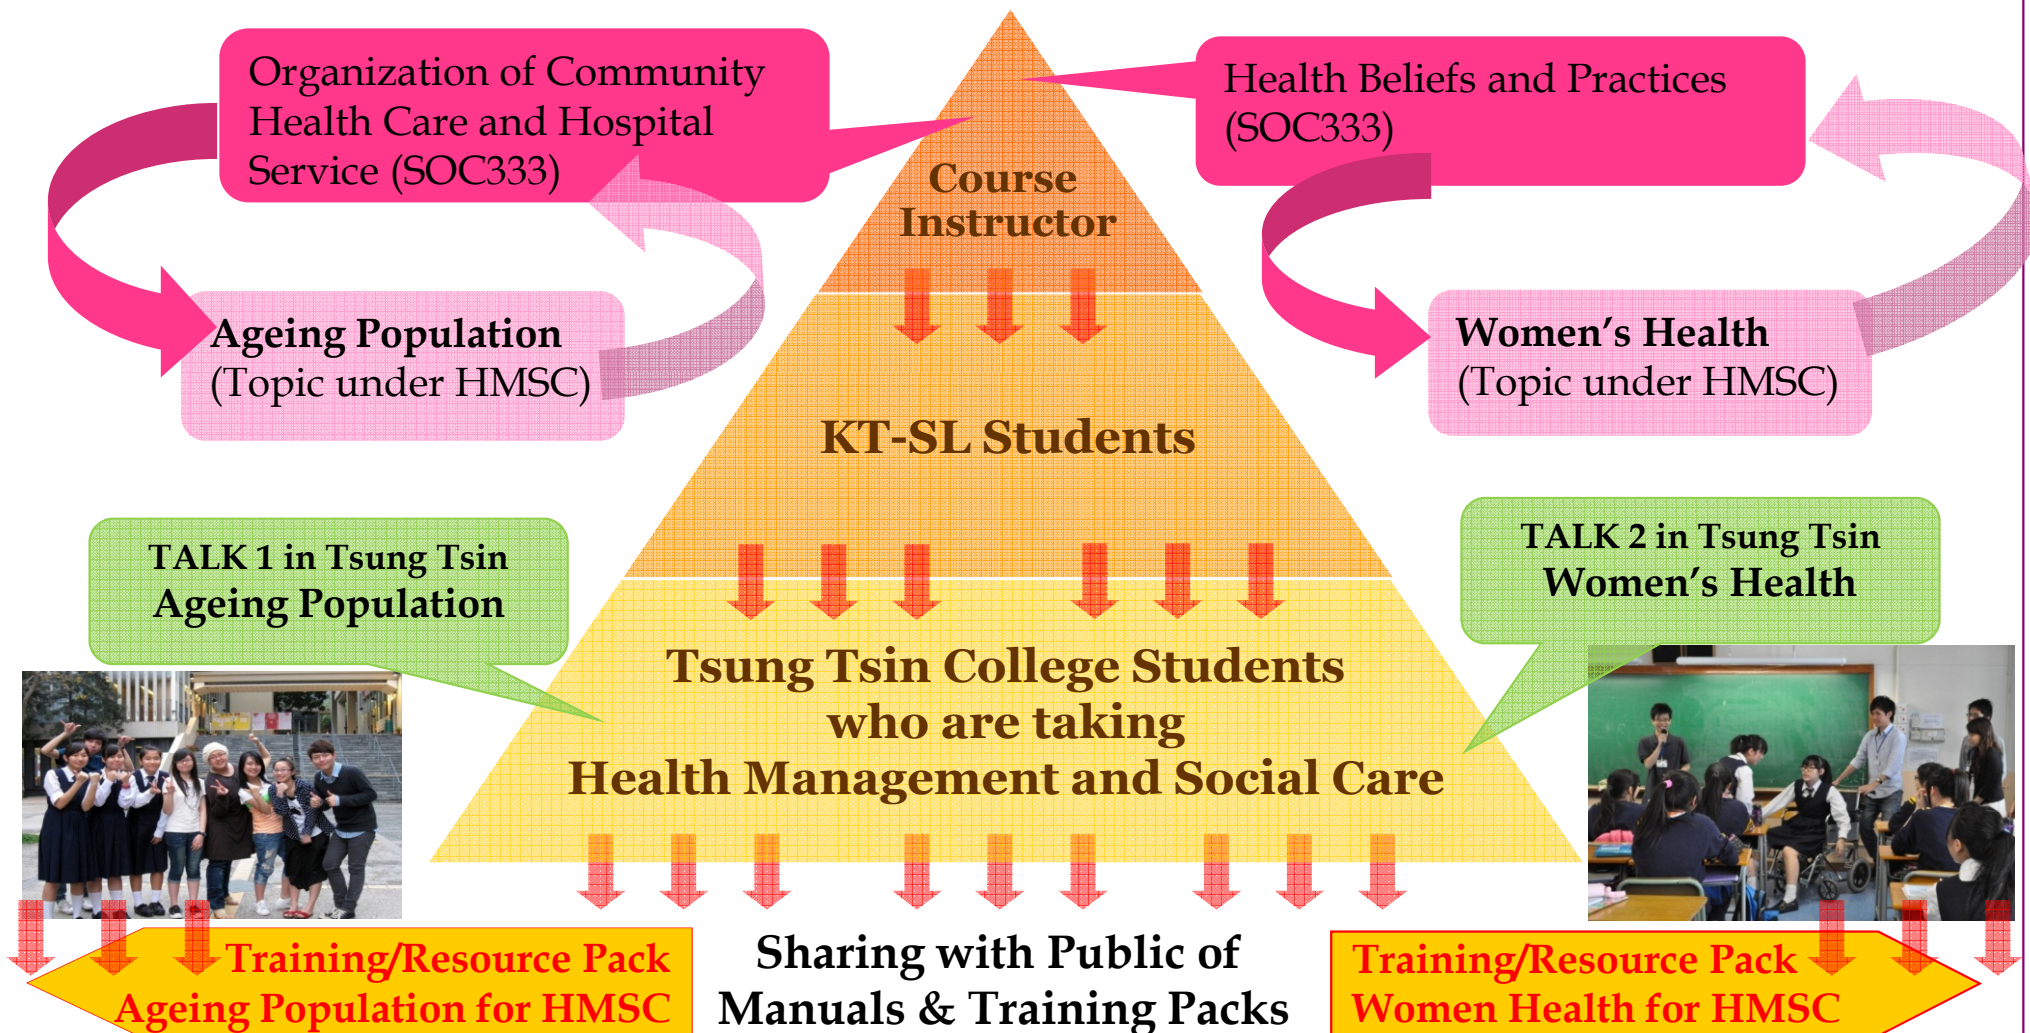 Organization of Community
Health Care and Hospital
Service (SOC333)
Health Beliefs and Practices
(SOC333)
Course
Instructor
Ageing Population
(Topic under HMSC)
Women’s Health
(Topic under HMSC)
KT-SL Students
TALK 1 in Tsung Tsin
Ageing Population
TALK 2 in Tsung Tsin
Women’s Health
Tsung Tsin College Students
who are taking
Health Management and Social Care
Training/Resource Pack
Ageing Population for HMSC
Sharing with Public of
Manuals & Training Packs
Training/Resource Pack
Women Health for HMSC